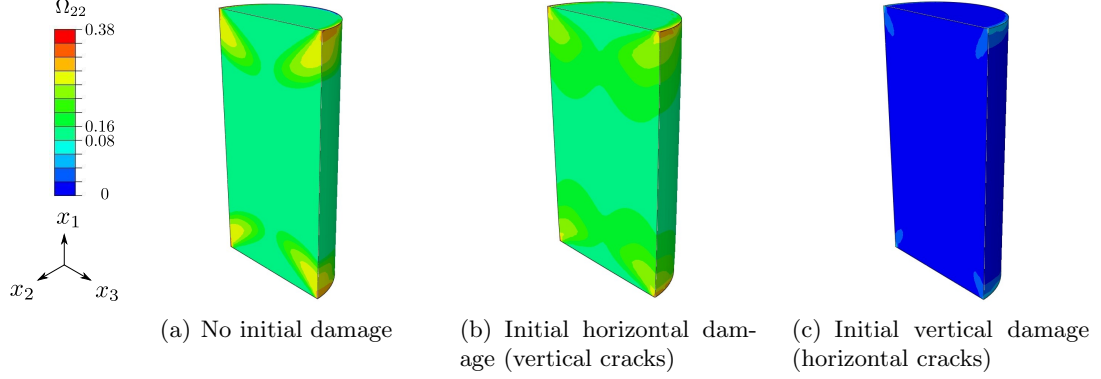 Ω22
0.38
0.16
0.08
0
x1
x2
x3
(a) No initial damage
(b) Initial horizontal dam-
age (vertical cracks)
(c) Initial vertical damage
(horizontal cracks)